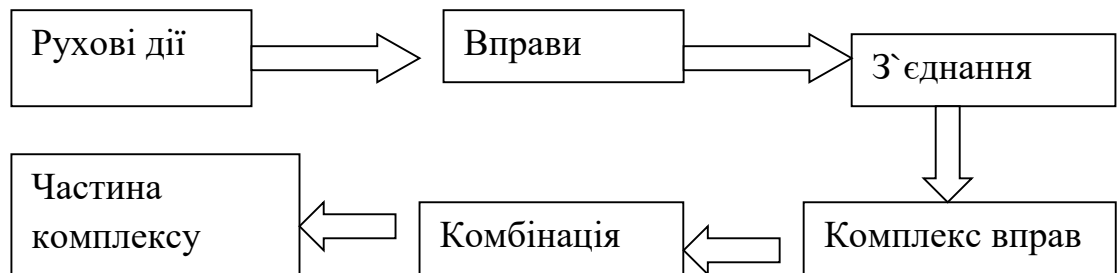 Рухові дії
Вправи
З`єднання
Частина
комплексу
Комбінація
Комплекс вправ